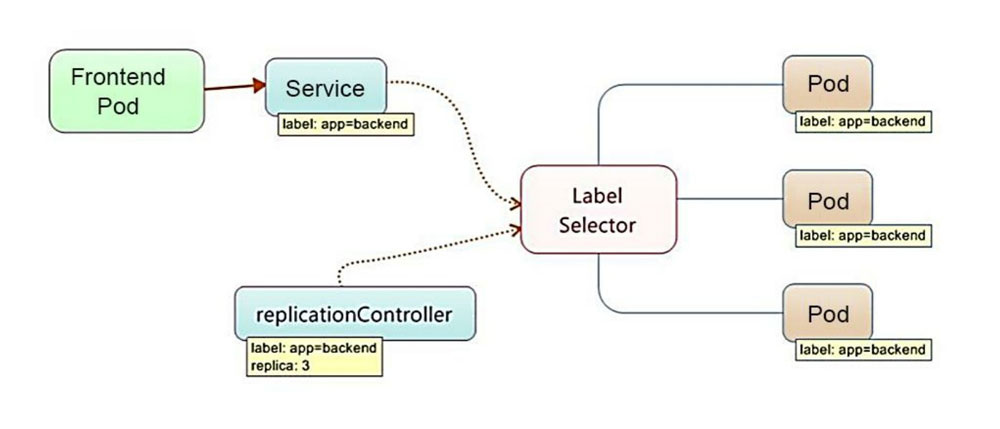 Frontend
Pod
Service
label: app=backend
replicationController
label: app=backend
replica: 3
Label
Selector
Pod
label: app=backend
Pod
label: app=backend
Pod
label: app=backend